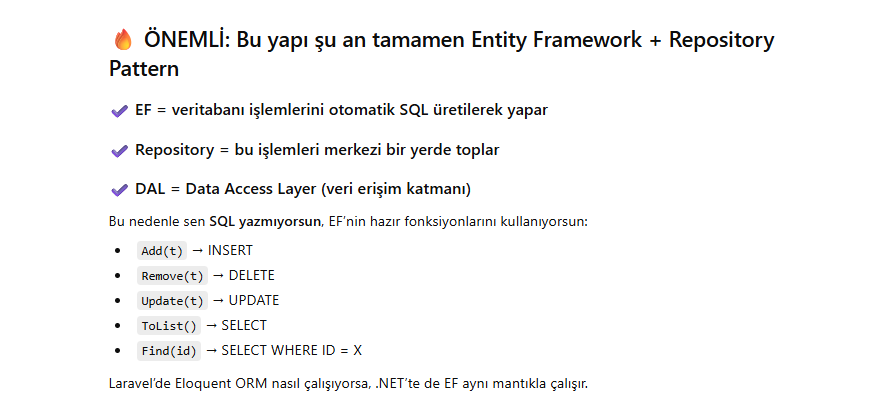 🔥 ÖNEMLİ: Bu yapı şu an tamamen Entity Framework + Repository
Pattern
✔ EF = veritabanı işlemlerini otomatik SQL üretilerek yapar
✔ Repository = bu işlemleri merkezi bir yerde toplar
✔ DAL = Data Access Layer (veri erişim katmanı)
Bu nedenle sen SQL yazmıyorsun, EF’nin hazır fonksiyonlarını kullanıyorsun:
• Add(t) → INSERT
• Remove(t) → DELETE
• Update(t) → UPDATE
• ToList() → SELECT
• Find(id) → SELECT WHERE ID = X
Laravel’de Eloquent ORM nasıl çalışıyorsa, .NET’te de EF aynı mantıkla çalışır.